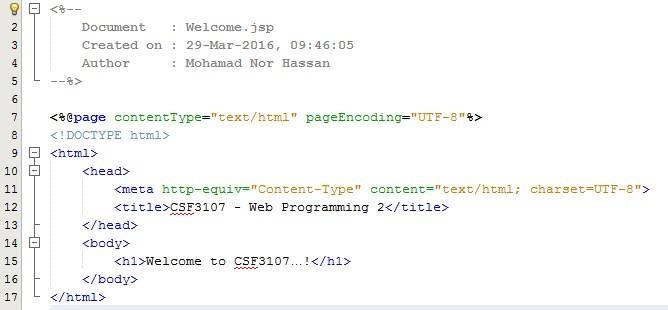 <%--
2 Document   : Welcome.jsp
3 Created on : 29-Mar-2016, 09:46:05
4 Author     : Mohamad Nor Hassan
5 --%>
6
7 <%@page contentType="text/html" pageEncoding="UTF-8"%>
8 <!DOCTYPE html>
9 <html>
10 <head>
11 <meta http-equiv="Content-Type" content="text/html; charset=UTF-8">
12 <title>CSF3107 - Web Programming 2</title>
13 </head>
14 <body>
15 <h1>Welcome to CSF3107…!</h1>
16 </body>
17 </html>